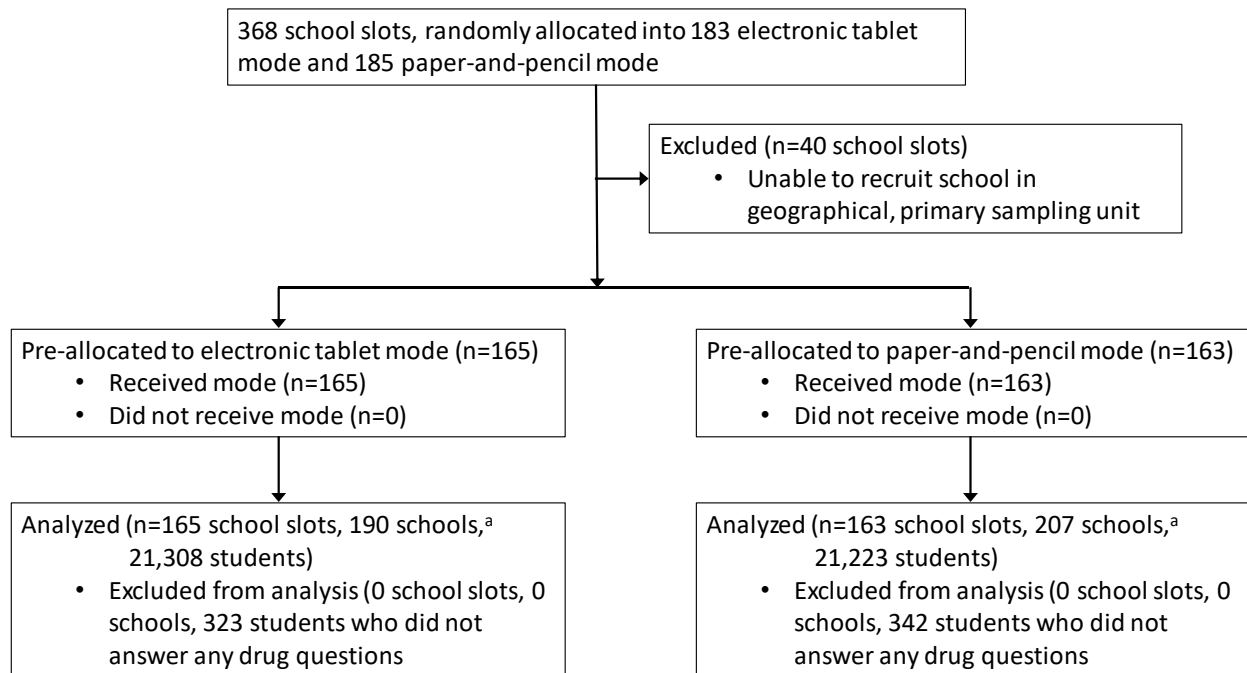 368 school slots, randomly allocated into 183 electronic tablet
mode and 185 paper-and-pencil mode
Excluded (n=40 school slots)
• Unable to recruit school in
geographical, primary sampling unit
Pre-allocated to electronic tablet mode (n=165)
• Received mode (n=165)
• Did not receive mode (n=0)
Pre-allocated to paper-and-pencil mode (n=163)
• Received mode (n=163)
• Did not receive mode (n=0)
Analyzed (n=165 school slots, 190 schools,ᵃ
21,308 students)
• Excluded from analysis (0 school slots, 0
schools, 323 students who did not
answer any drug questions
Analyzed (n=163 school slots, 207 schools,ᵃ
21,223 students)
• Excluded from analysis (0 school slots, 0
schools, 342 students who did not
answer any drug questions